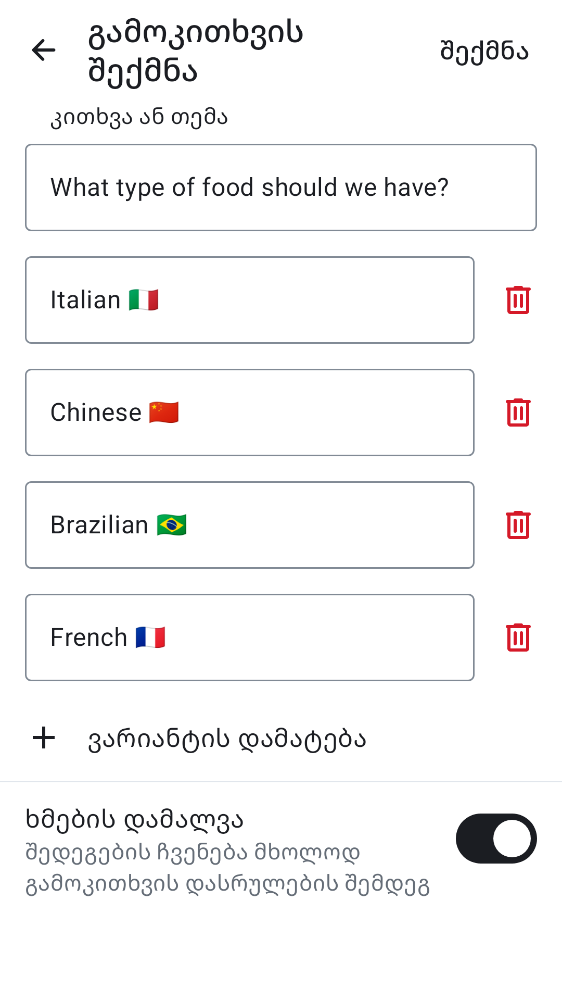 გამოკითხვის
შექმნა
შექმნა
კითხვა ან თემა
What type of food should we have?
Italian 🇮🇹
Chinese 🇨🇳
Brazilian 🇧🇷
French 🇫🇷
ვარიანტის დამატება
ხმების დამალვა
შედეგების ჩვენება მხოლოდ
გამოკითხვის დასრულების შემდეგ